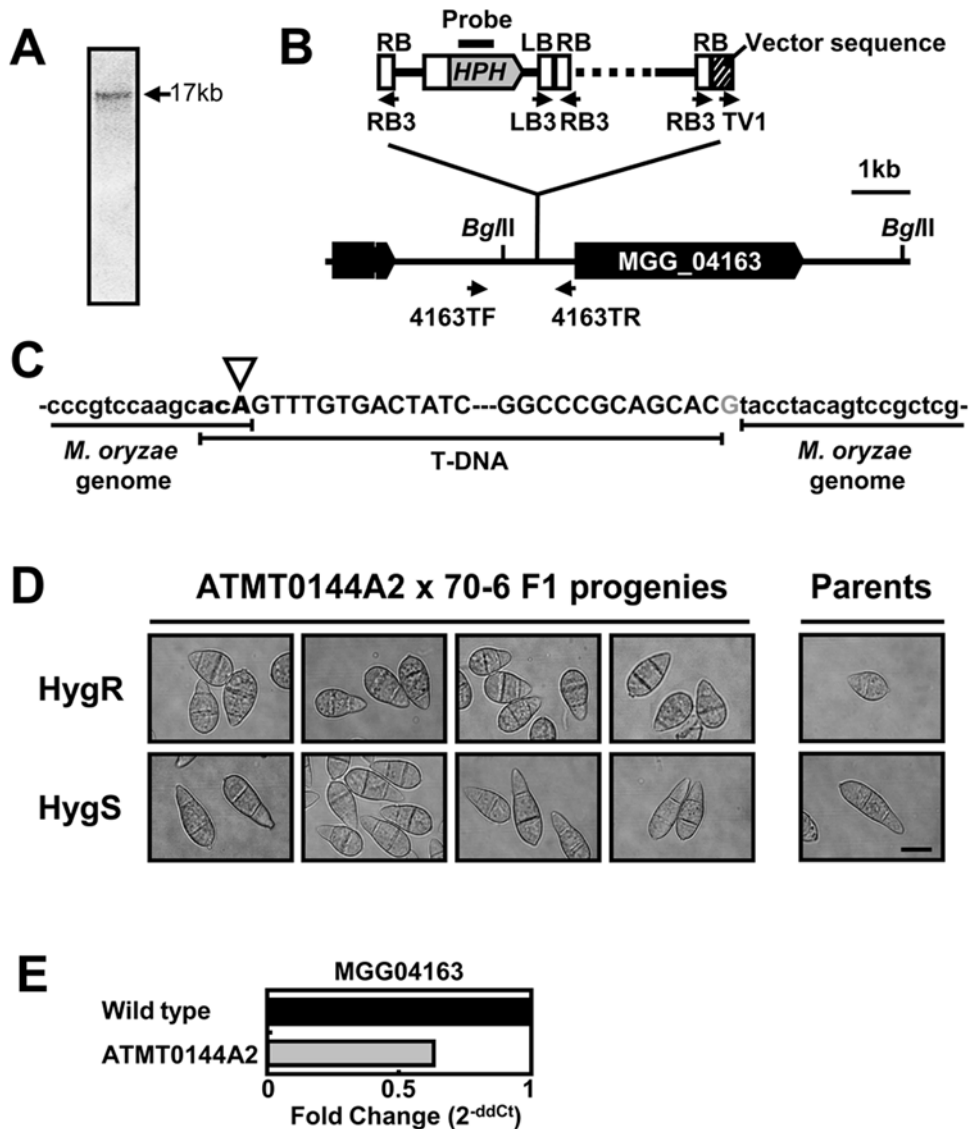 A
17kb
B
Probe
RB
HPH
LB RB
RB
Vector sequence
RB3
LB3 RB3
RB3 TV1
1kb
BglII
BglII
MGG_04163
4163TF
4163TR
C
-cccgtccaagcacAGTTTGTGACTATC---GGCCCGCAGCACGtacctacagtccgctcg-
M. oryzae
genome
T-DNA
M. oryzae
genome
D
ATMT0144A2 x 70-6 F1 progenies
Parents
HygR
HygS
E
MGG04163
Wild type
ATMT0144A2
0
0.5
1
Fold Change (2-ddCt)